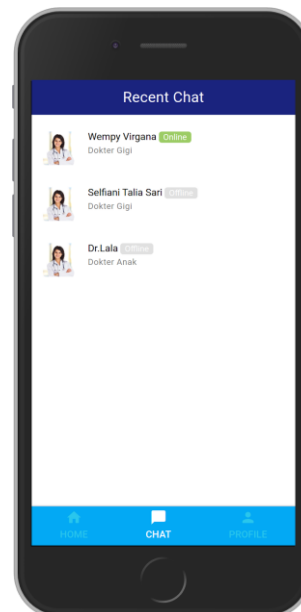 Recent Chat
Wempy Virgana Online
Dokter Gigi
Selfiani Talia Sari Offline
Dokter Gigi
Dr.Lala Offline
Dokter Anak
HOME CHAT PROFILE